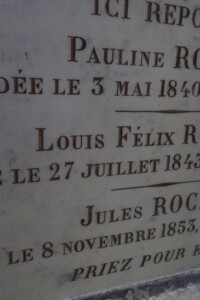 ICI REPO
PAULINE RO
DÉE LE 3 MAI 1840
LOUIS FÉLIX R
E LE 27 JUILLET 1843
JULES ROC
LE 8 NOVEMBRE 1853,
PRIEZ POUR E